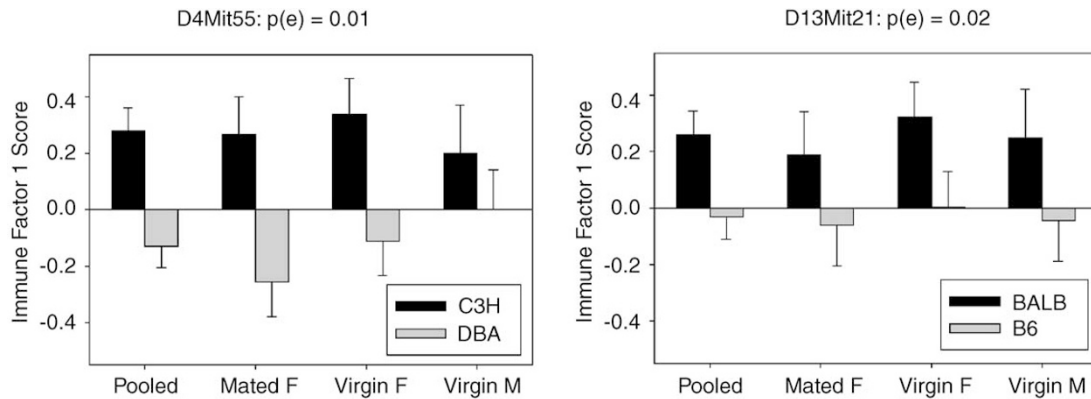 D4Mit55: p(e) = 0.01
Immune Factor 1 Score
0.4
0.2
0.0
-0.2
-0.4
C3H
DBA
Pooled Mated F Virgin F Virgin M
D13Mit21: p(e) = 0.02
Immune Factor 1 Score
0.4
0.2
0.0
-0.2
-0.4
BALB
B6
Pooled Mated F Virgin F Virgin M